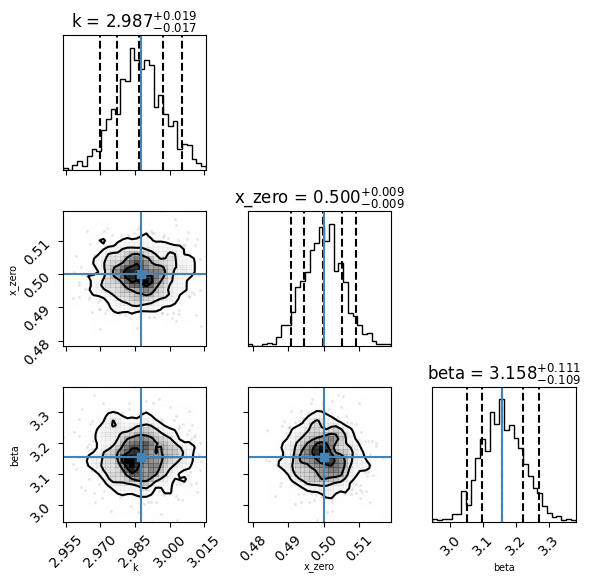 k = 2.987+0.019−0.017
x_zero = 0.500+0.009−0.009
0.51
0.50
0.49
0.48
x_zero
beta = 3.158+0.111−0.109
3.3
3.2
3.1
3.0
beta
2.955
2.970
2.985
3.000
3.015
k
0.48
0.49
0.50
0.51
x_zero
3.0
3.1
3.2
3.3
beta